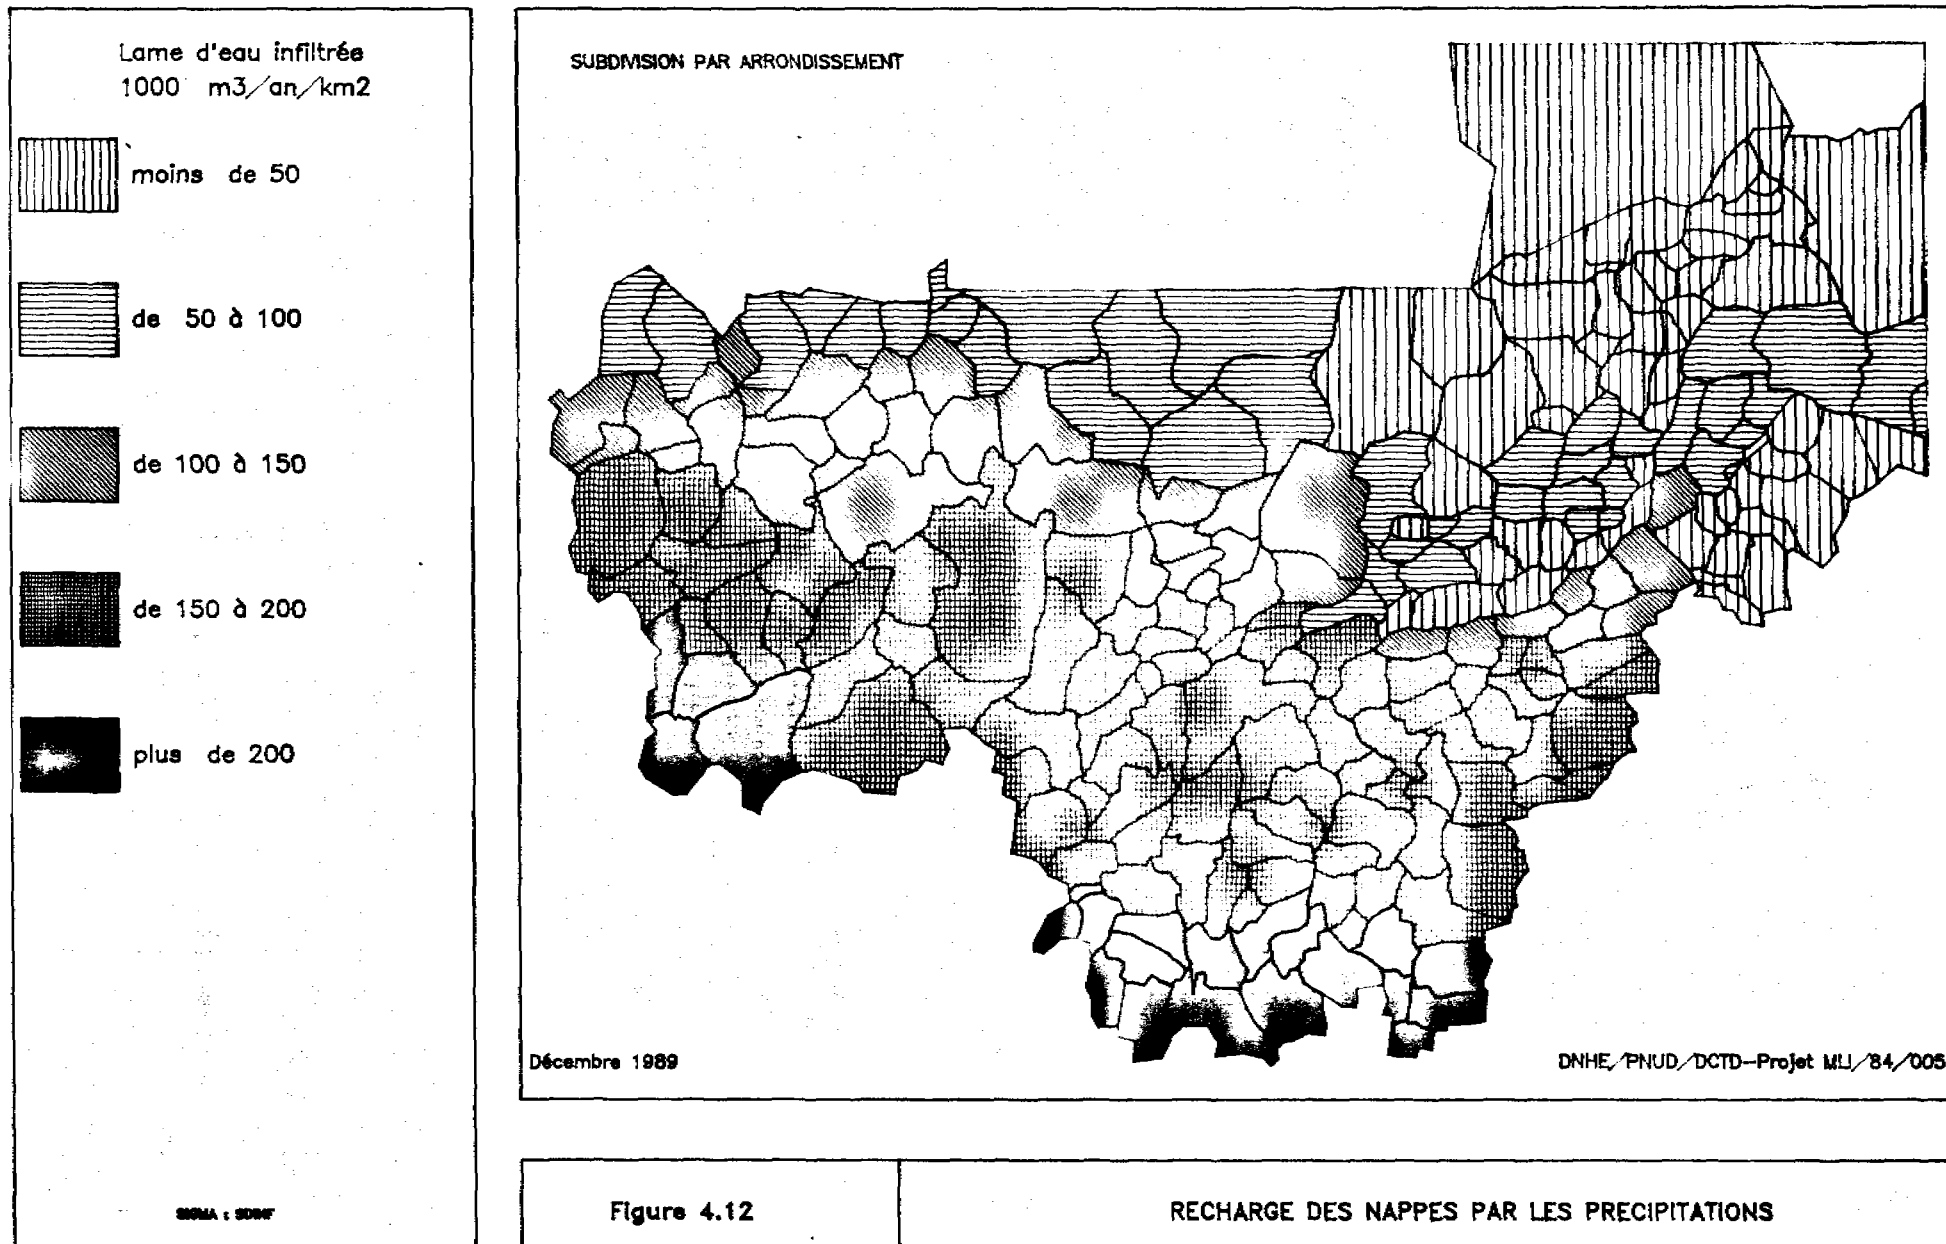 Lame d'eau infiltrée
1000 m3/an/km2
moins de 50
de 50 à 100
de 100 à 150
de 150 à 200
plus de 200
SUBDIVISION PAR ARRONDISSEMENT
Décembre 1989
DNHE/PNUD/DCTD-Projet MLI/84/005
Figure 4.12
RECHARGE DES NAPPES PAR LES PRECIPITATIONS